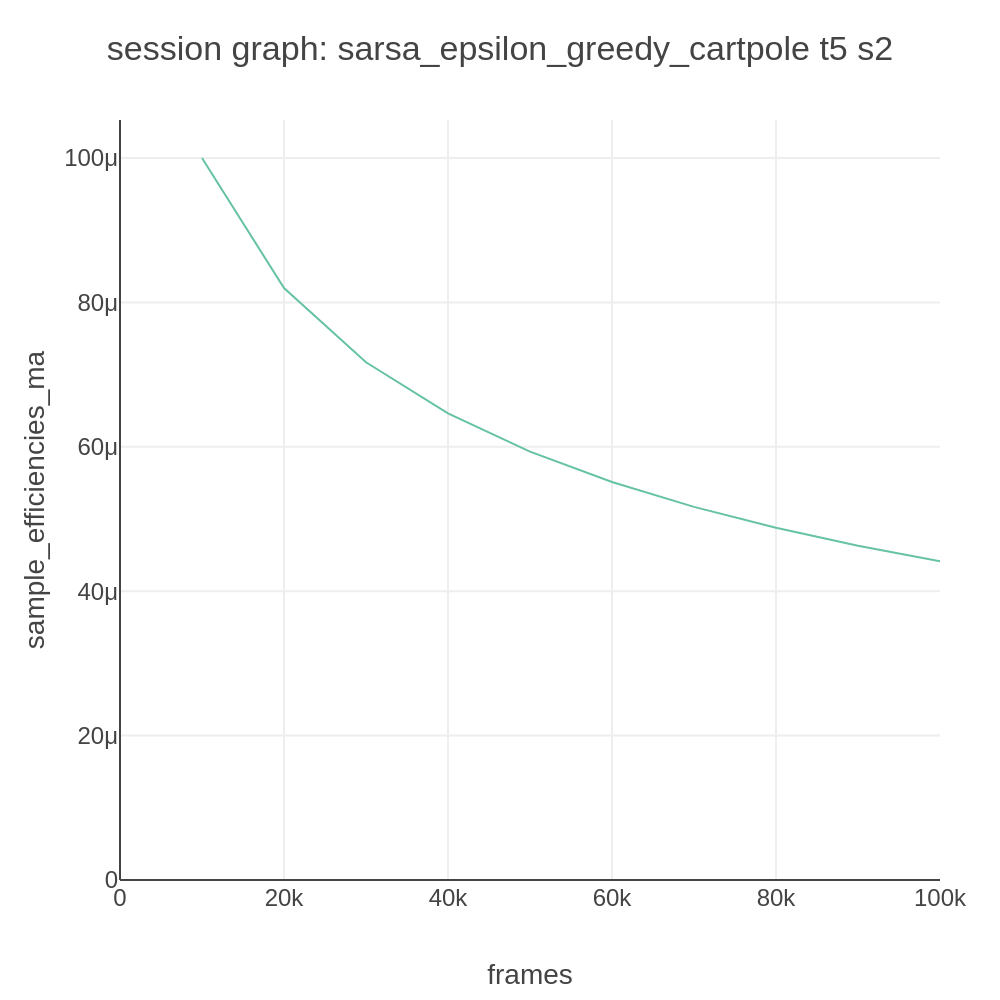 session graph: sarsa_epsilon_greedy_cartpole t5 s2
100μ
80μ
60μ
40μ
20μ
0
0 20k 40k 60k 80k 100k
sample_efficiencies_ma
frames